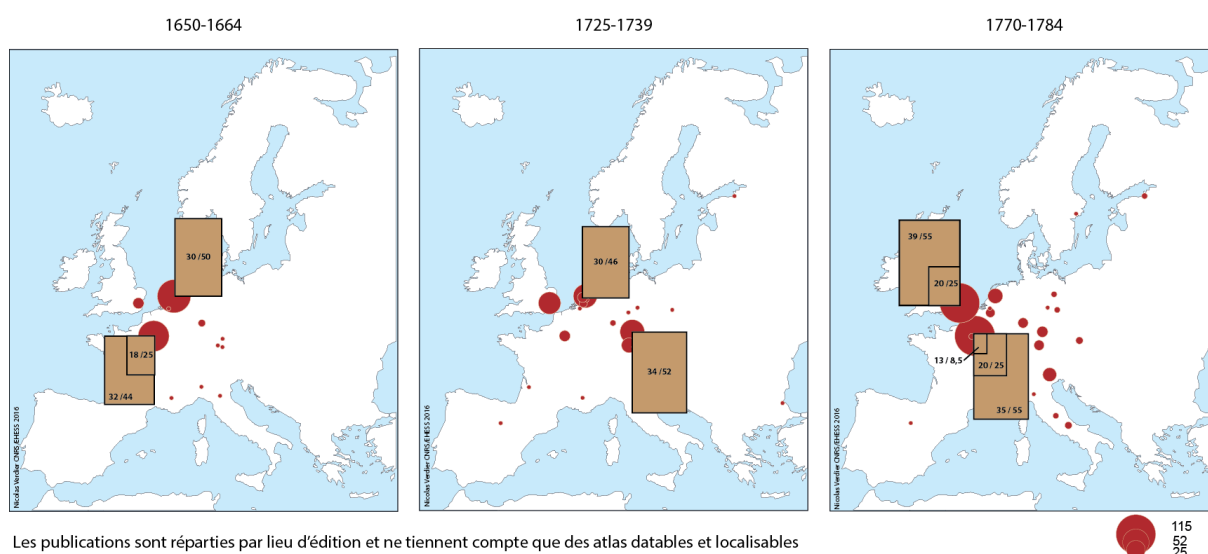 1650-1664
1725-1739
1770-1784
30 /50
18 /25
32 /44
Nicolas Verdier CNRS/EHESS 2016
30 /46
34 /52
Nicolas Verdier CNRS/EHESS 2016
39 /55
20 /25
13 / 8,5
20 / 25
35 / 55
Nicolas Verdier CNRS/EHESS 2016
Les publications sont réparties par lieu d'édition et ne tiennent compte que des atlas datables et localisables
115
52
25